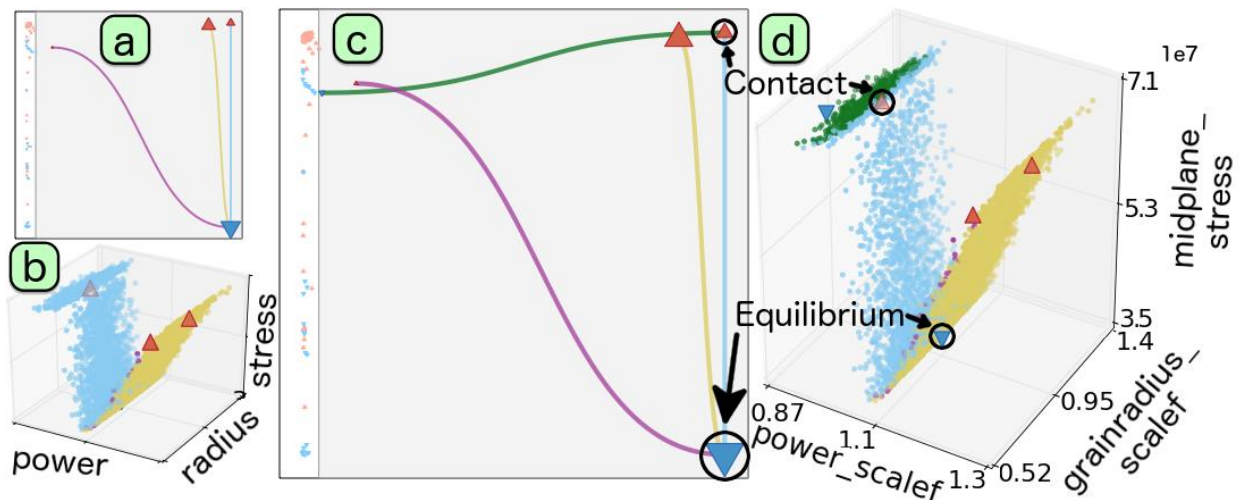 a
b
stress
power
radius
c
Contact
Equilibrium
d
1e7
7.1
5.3
3.5
midplane_
stress
1.4
0.95
0.52
grainradius_
scalef
0.87
1.1
1.3
power_scalef